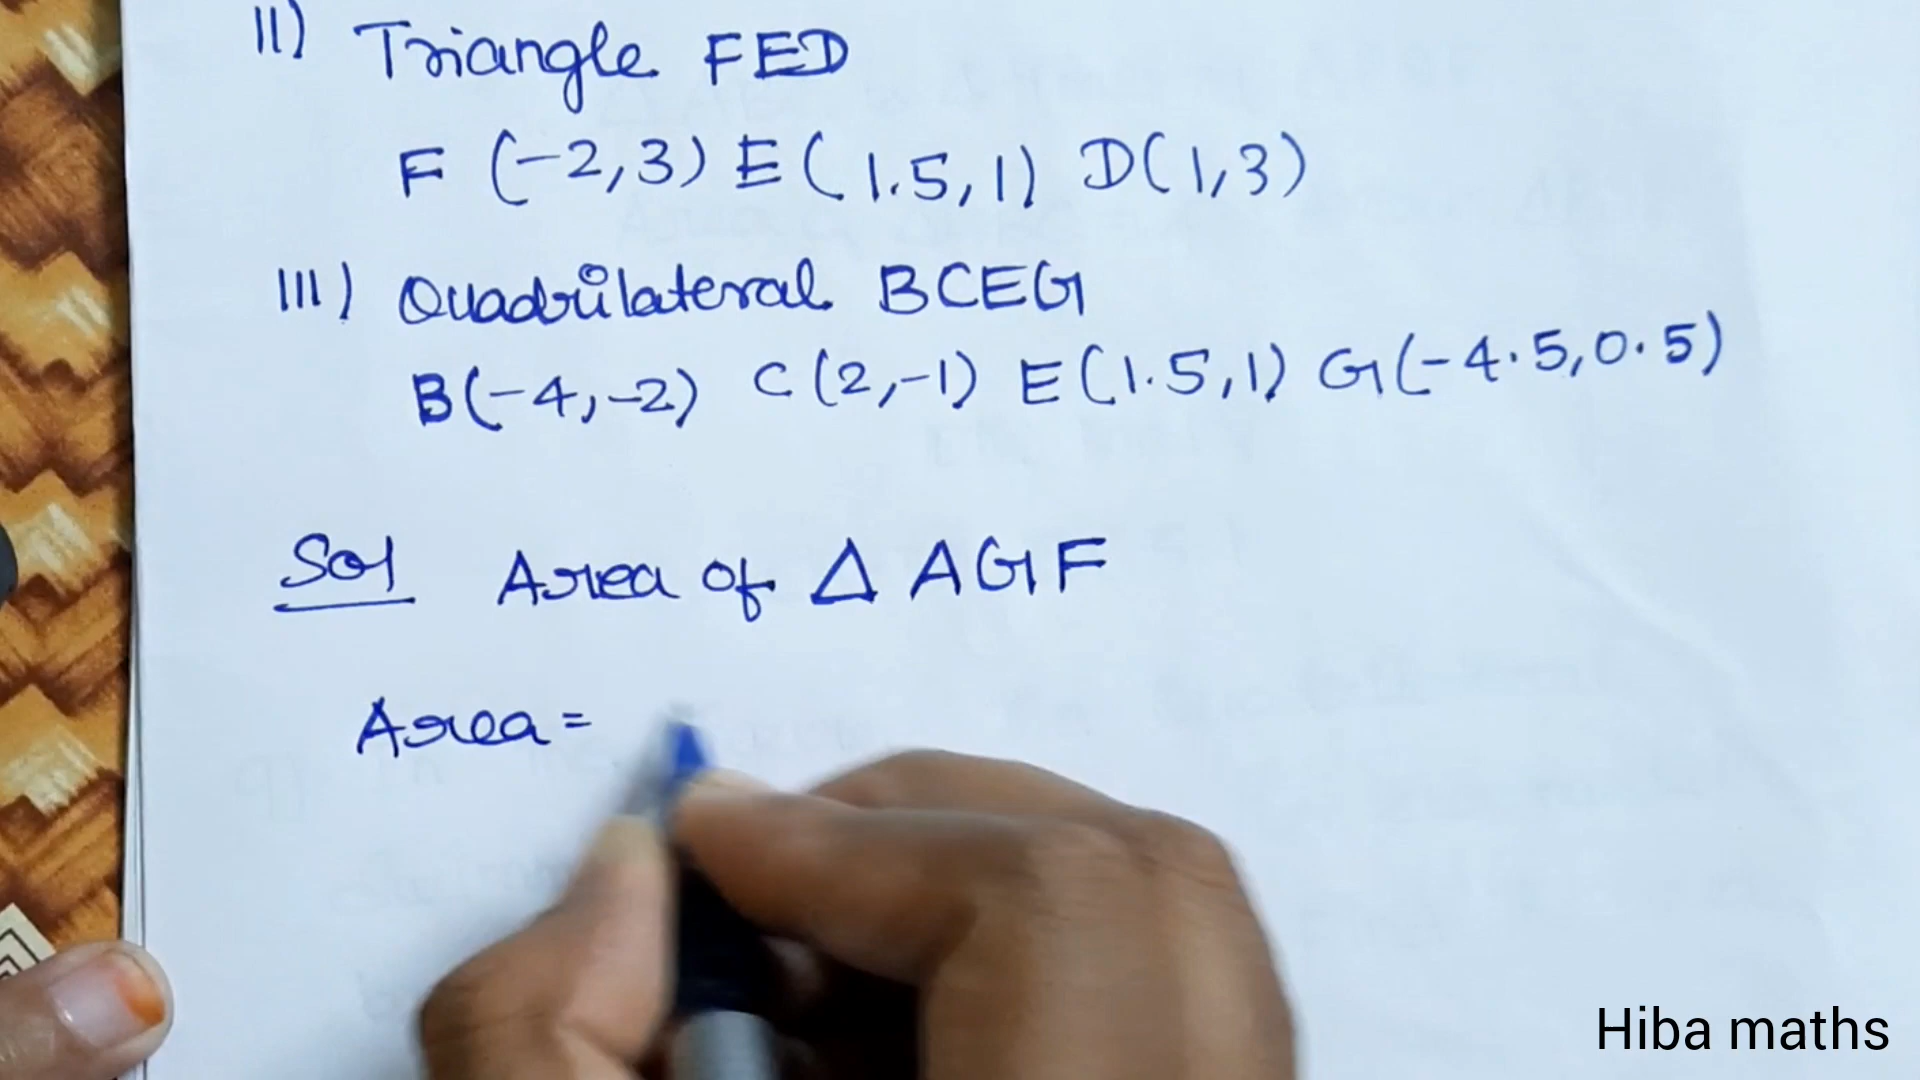 II) Triangle FED
F (-2,3) E(1.5,1) D(1,3)
III) Quadrilateral BCEG
B(-4,-2) C(2,-1) E(1.5,1) G(-4.5,0.5)
Sol Area of Δ AGF
Area =
Hiba maths